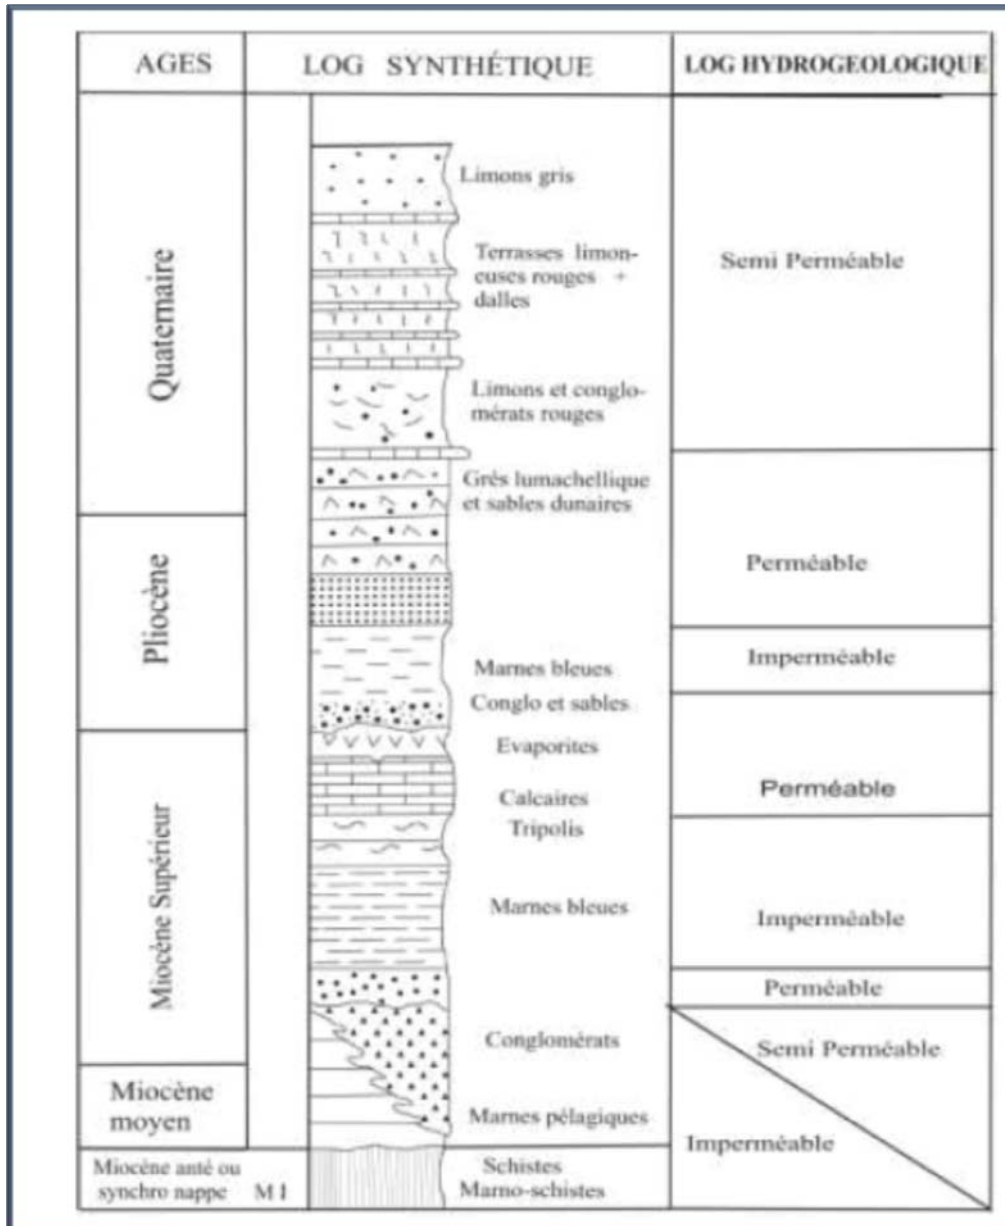 AGES
LOG SYNTHÉTIQUE
LOG HYDROGEOLOGIQUE
Quaternaire
Limons gris
Terrasses limon-
euses rouges +
dalles
Limons et conglo-
mérats rouges
Grés lumachellique
et sables dunaires
Semi Perméable
Perméable
Pliocène
Marnes bleues
Conglo et sables
Imperméable
Miocène Supérieur
Evaporites
Calcaires
Tripolis
Marnes bleues
Conglomérats
Perméable
Imperméable
Perméable
Semi Perméable
Miocène
moyen
Marnes pélagiques
Imperméable
Miocène anté ou
synchro nappe M I
Schistes
Marno-schistes